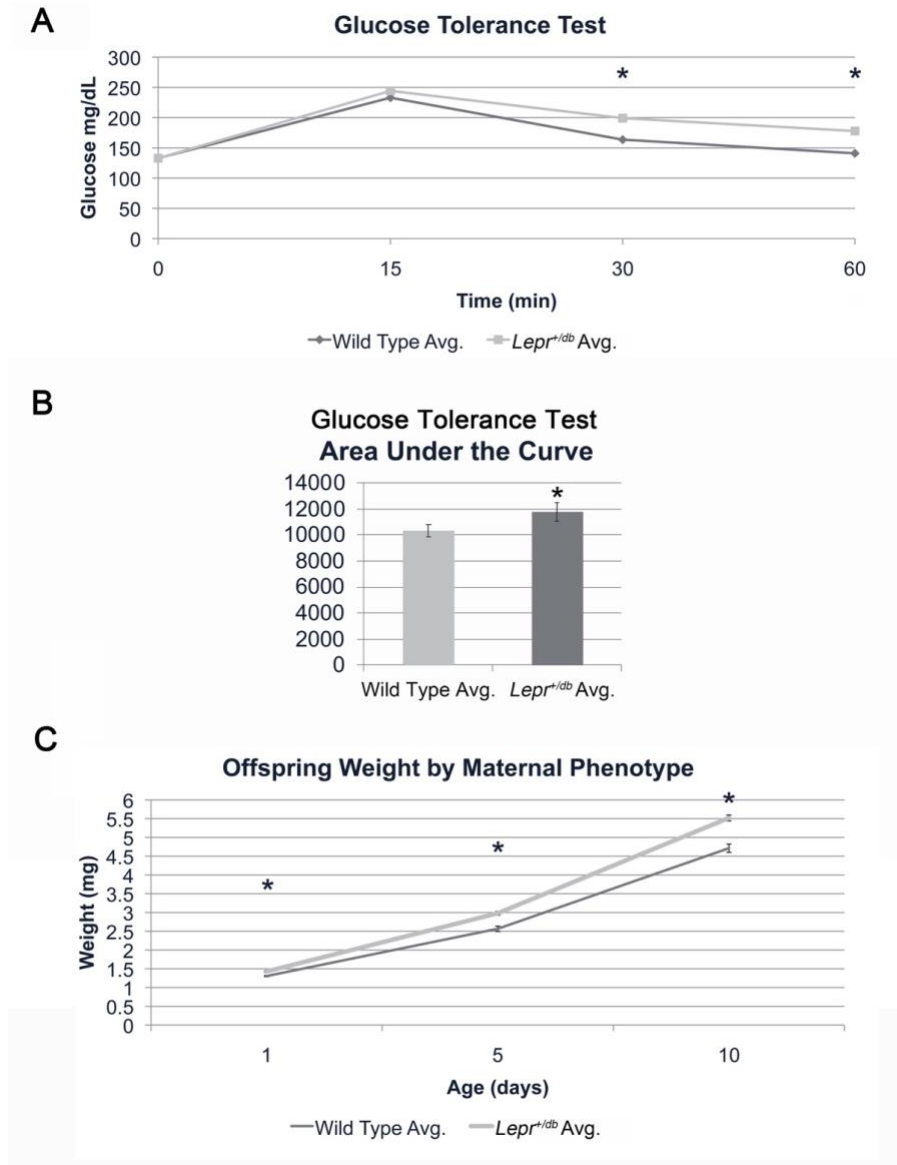 A
Glucose Tolerance Test
Glucose mg/dL
300
250
200
150
100
50
0
* *
0 15 30 60
Time (min)
Wild Type Avg. Lepr+/db Avg.
B
Glucose Tolerance Test
Area Under the Curve
14000
12000
10000
8000
6000
4000
2000
0
*
Wild Type Avg. Lepr+/db Avg.
C
Offspring Weight by Maternal Phenotype
Weight (mg)
6
5.5
5
4.5
4
3.5
3
2.5
2
1.5
1
0.5
0
* * *
1 5 10
Age (days)
Wild Type Avg. Lepr+/db Avg.